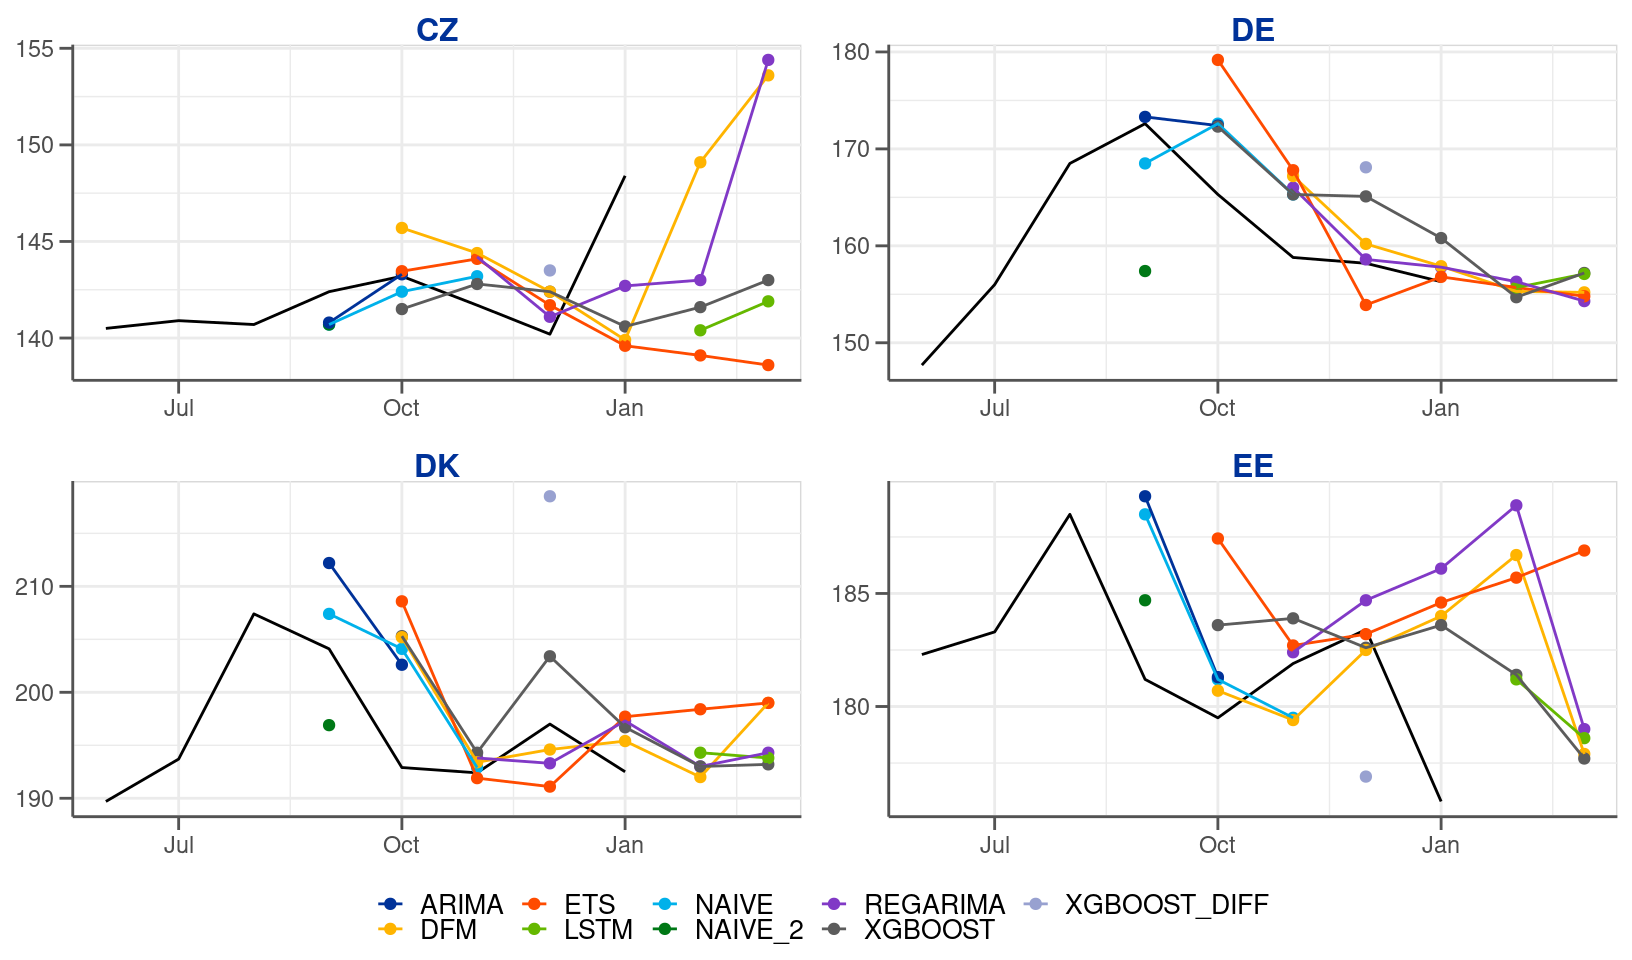 CZ
DE
155
150
145
140
Jul
Oct
Jan
180
170
160
150
Jul
Oct
Jan
DK
EE
210
200
190
Jul
Oct
Jan
185
180
Jul
Oct
Jan
ARIMA ETS NAIVE REGARIMA XGBOOST_DIFF
DFM LSTM NAIVE_2 XGBOOST